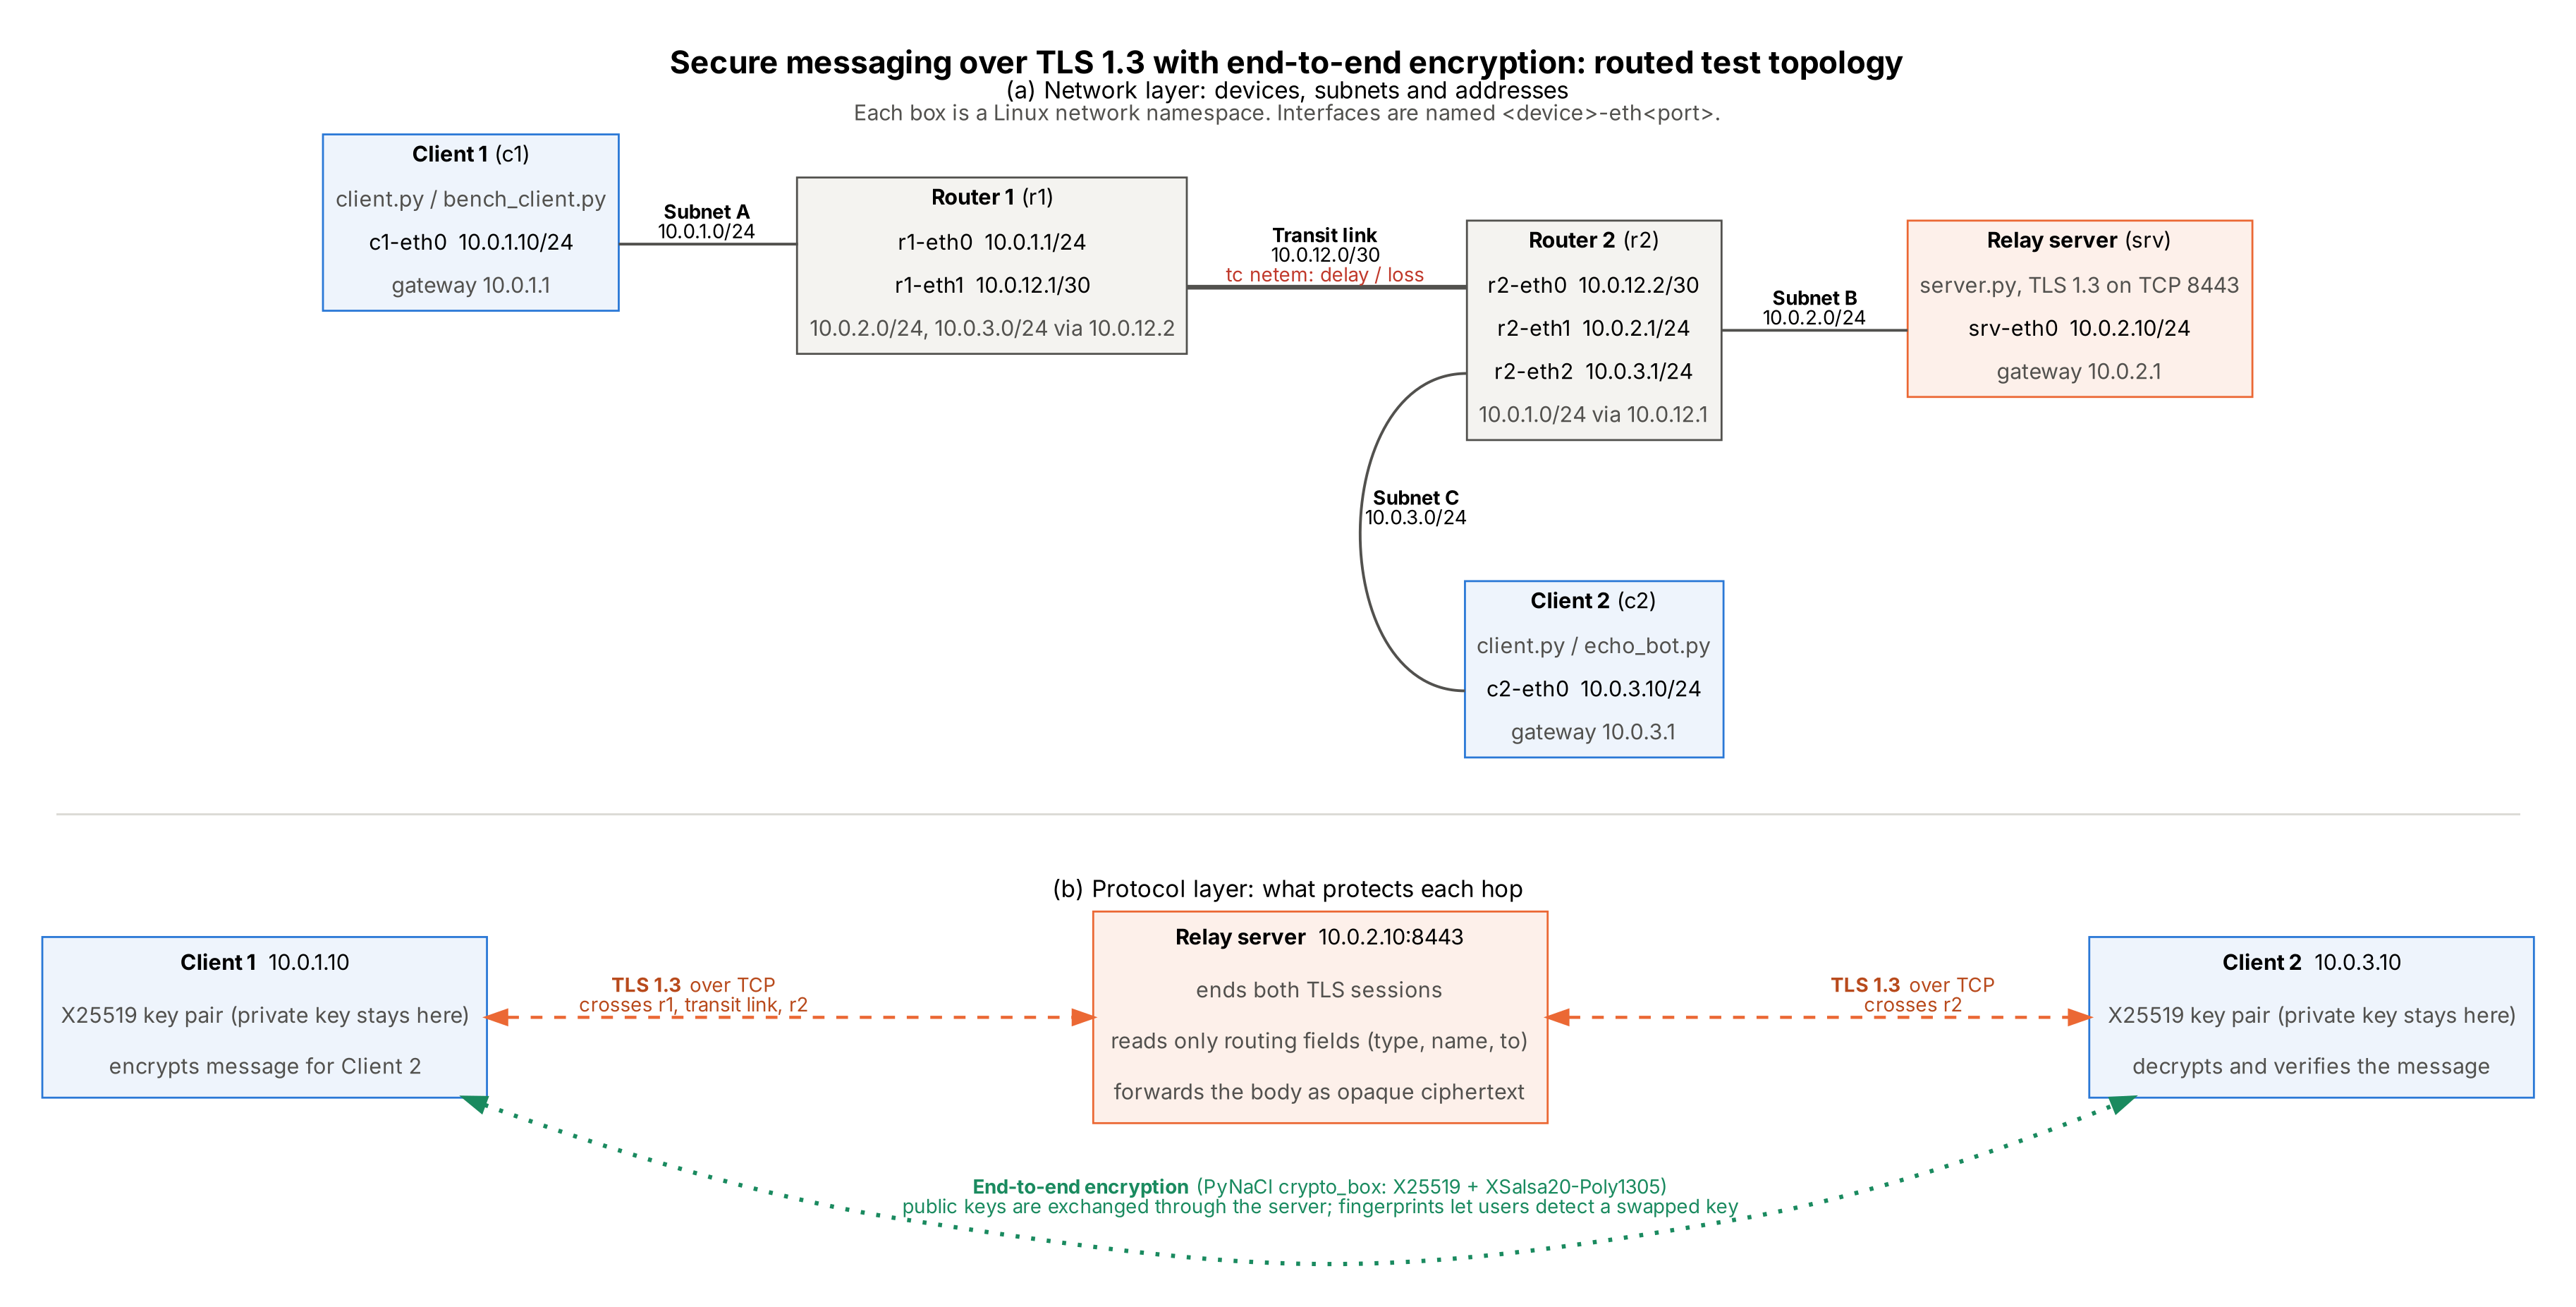 Secure messaging over TLS 1.3 with end-to-end encryption: routed test topology
(a) Network layer: devices, subnets and addresses
Each box is a Linux network namespace. Interfaces are named <device>-eth<port>.
Client 1 (c1)
client.py / bench_client.py
c1-eth0 10.0.1.10/24
gateway 10.0.1.1
Subnet A
10.0.1.0/24
Router 1 (r1)
r1-eth0 10.0.1.1/24
r1-eth1 10.0.12.1/30
10.0.2.0/24, 10.0.3.0/24 via 10.0.12.2
Transit link
10.0.12.0/30
tc netem: delay / loss
Router 2 (r2)
r2-eth0 10.0.12.2/30
r2-eth1 10.0.2.1/24
r2-eth2 10.0.3.1/24
10.0.1.0/24 via 10.0.12.1
Subnet B
10.0.2.0/24
Relay server (srv)
server.py, TLS 1.3 on TCP 8443
srv-eth0 10.0.2.10/24
gateway 10.0.2.1
Subnet C
10.0.3.0/24
Client 2 (c2)
client.py / echo_bot.py
c2-eth0 10.0.3.10/24
gateway 10.0.3.1
(b) Protocol layer: what protects each hop
Client 1 10.0.1.10
X25519 key pair (private key stays here)
encrypts message for Client 2
TLS 1.3 over TCP
crosses r1, transit link, r2
Relay server 10.0.2.10:8443
ends both TLS sessions
reads only routing fields (type, name, to)
forwards the body as opaque ciphertext
TLS 1.3 over TCP
crosses r2
Client 2 10.0.3.10
X25519 key pair (private key stays here)
decrypts and verifies the message
End-to-end encryption (PyNaCl crypto_box: X25519 + XSalsa20-Poly1305)
public keys are exchanged through the server; fingerprints let users detect a swapped key